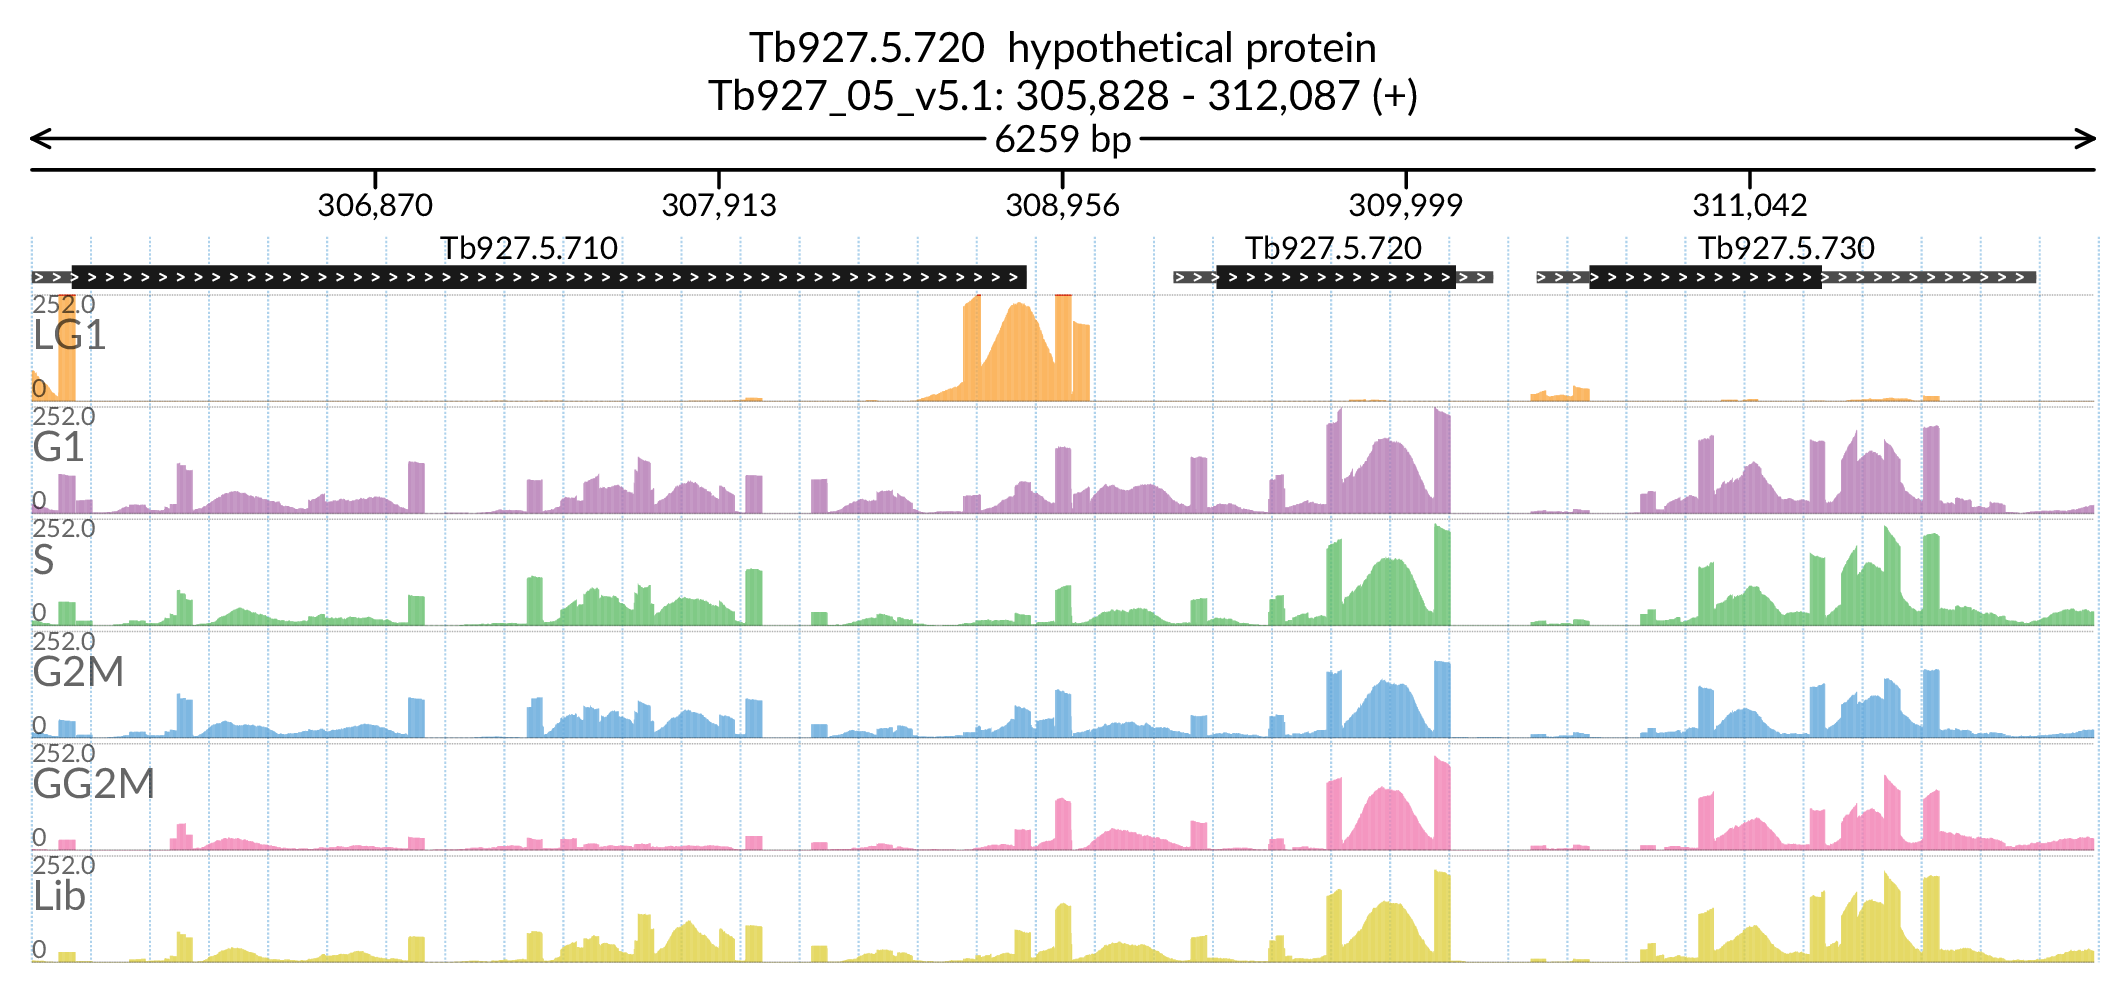 Tb927.5.720 hypothetical protein
Tb927_05_v5.1: 305,828 - 312,087 (+)
6259 bp
306,870 307,913 308,956 309,999 311,042
Tb927.5.710 Tb927.5.720 Tb927.5.730
252.0
LG1
0
252.0
G1
0
252.0
S
0
252.0
G2M
0
252.0
GG2M
0
252.0
Lib
0